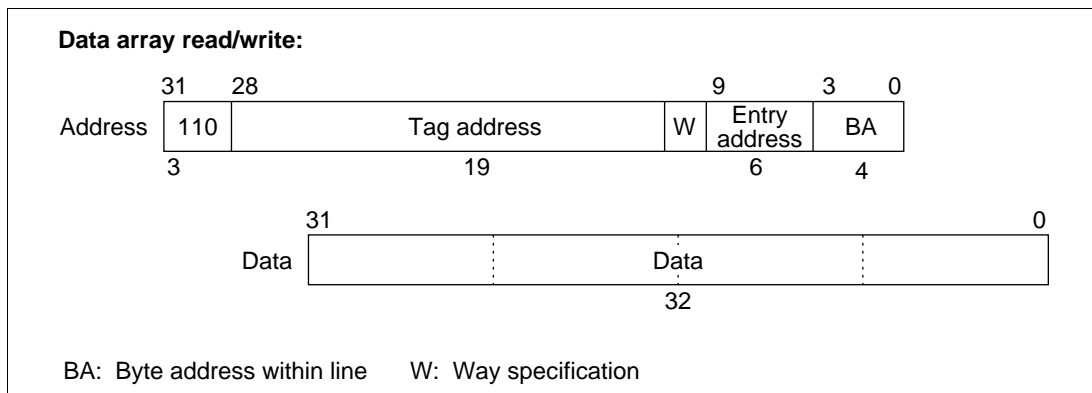 Data array read/write:
31 28 9 3 0
Address 110 Tag address W Entry address BA
3 19 6 4
31 0
Data Data
32
BA: Byte address within line W: Way specification